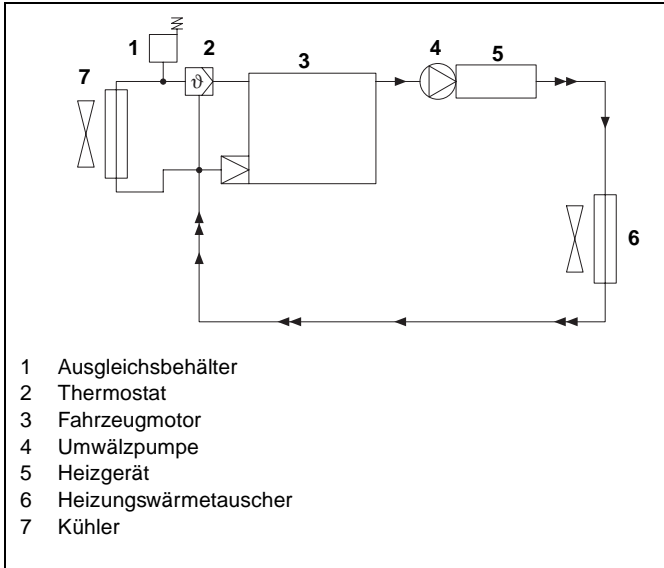 1
2
3
4
5
7
ϑ
6
1 Ausgleichsbehälter
2 Thermostat
3 Fahrzeugmotor
4 Umwälzpumpe
5 Heizgerät
6 Heizungswärmetauscher
7 Kühler